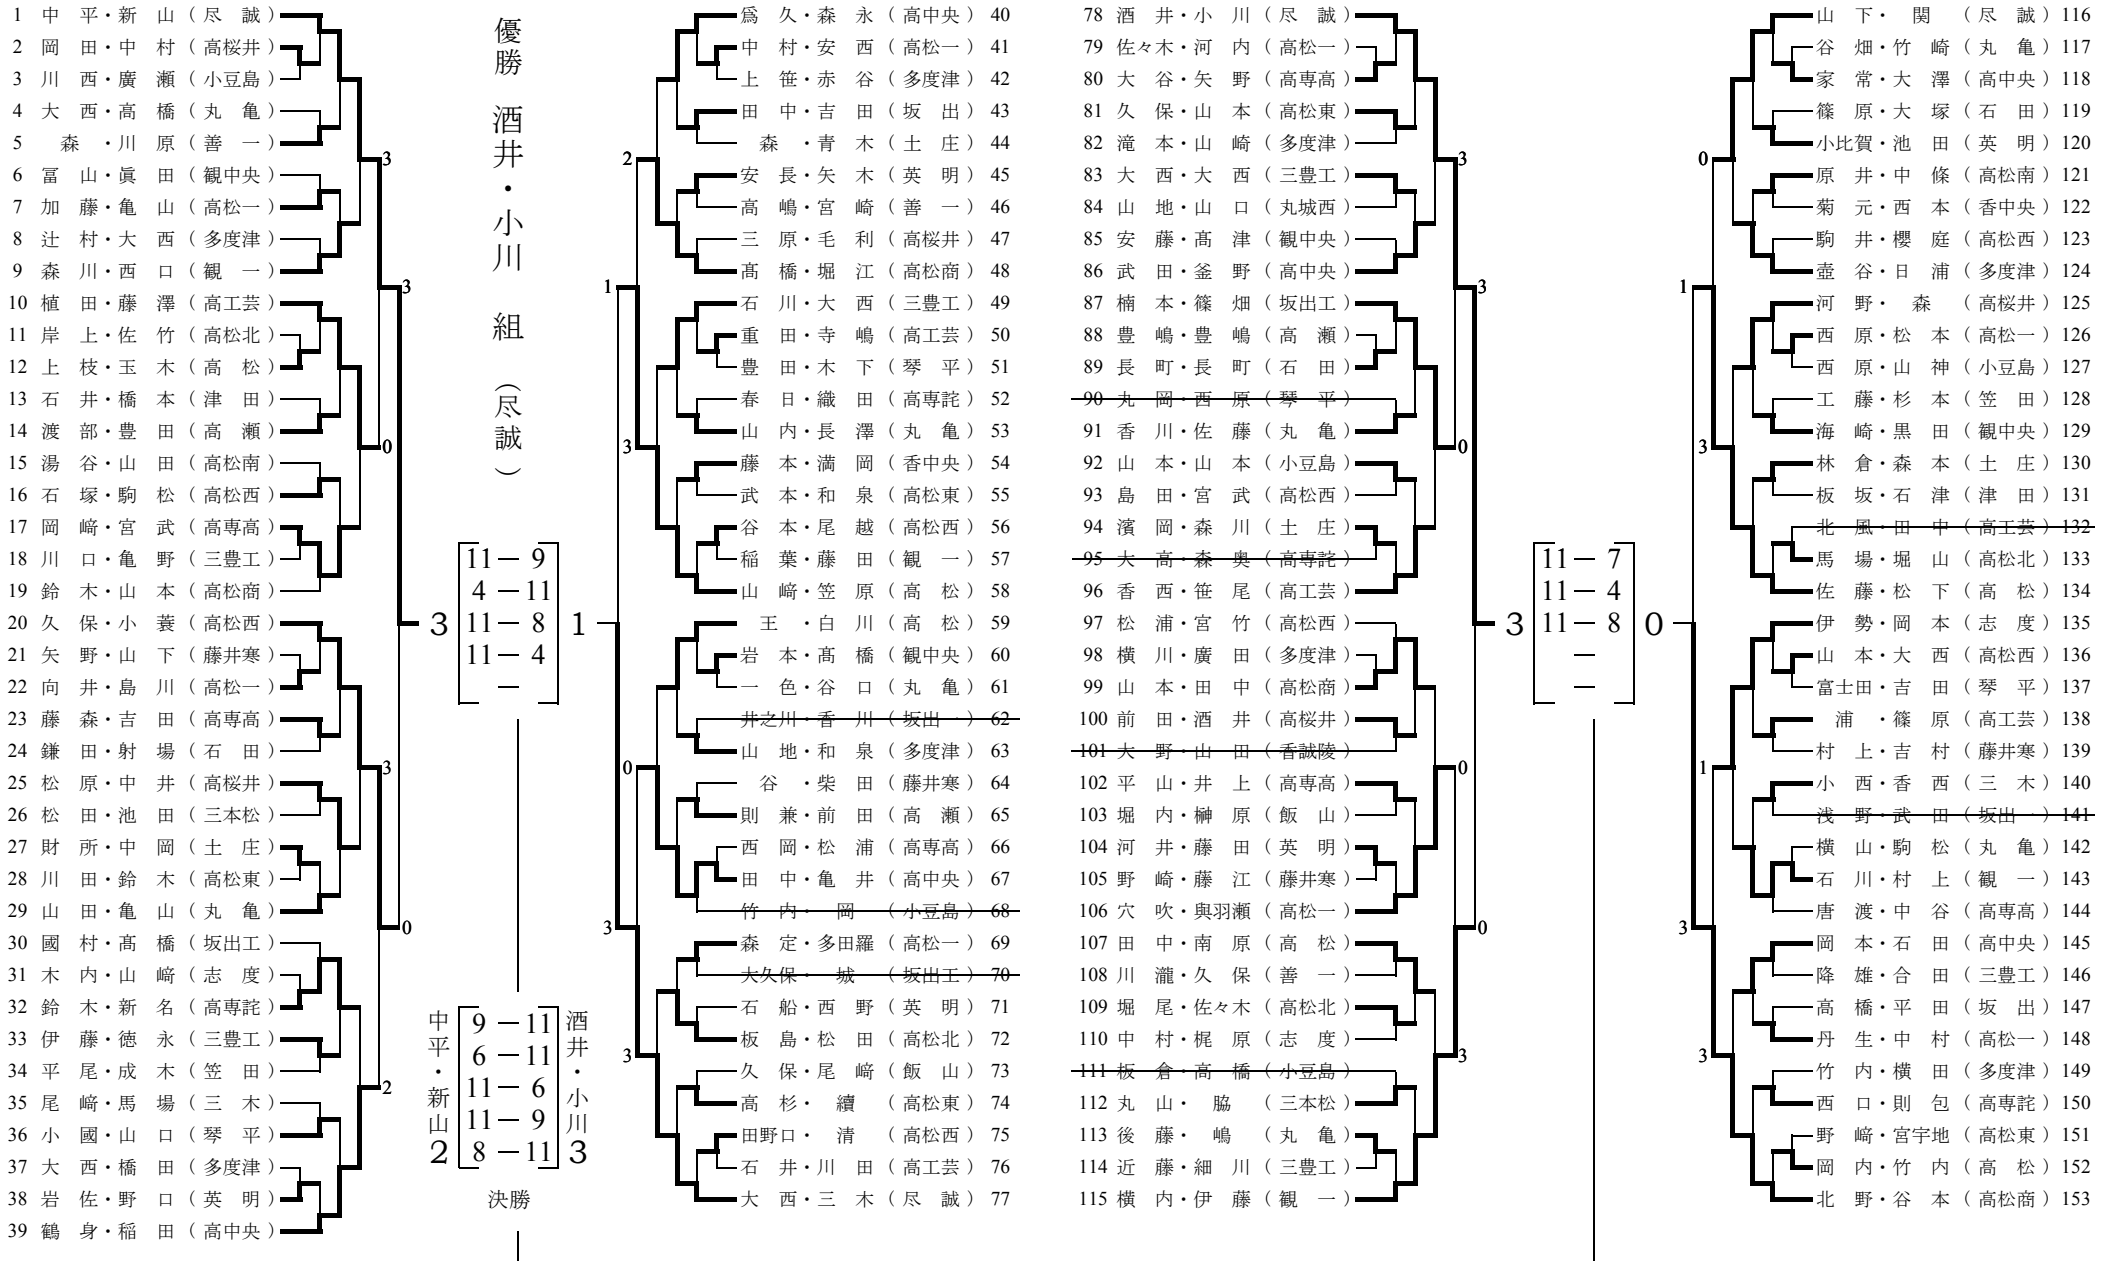 1 中 平・新 山 ( 尽 誠 )
2 岡 田・中 村 ( 高桜井 )
3 川 西・廣 瀬 ( 小豆島 )
4 大 西・高 橋 ( 丸 亀 )
5 森 ・川 原 ( 善 一 )
6 冨 山・眞 田 ( 観中央 )
7 加 藤・亀 山 ( 高松一 )
8 辻 村・大 西 ( 多度津 )
9 森 川・西 口 ( 観 一 )
10 植 田・藤 澤 ( 高工芸 )
11 岸 上・佐 竹 ( 高松北 )
12 上 枝・玉 木 ( 高 松 )
13 石 井・橋 本 ( 津 田 )
14 渡 部・豊 田 ( 高 瀬 )
15 湯 谷・山 田 ( 高松南 )
16 石 塚・駒 松 ( 高松西 )
17 岡 﨑・宮 武 ( 高専高 )
18 川 口・亀 野 ( 三豊工 )
19 鈴 木・山 本 ( 高松商 )
20 久 保・小 蓑 ( 高松西 )
21 矢 野・山 下 ( 藤井寒 )
22 向 井・島 川 ( 高松一 )
23 藤 森・吉 田 ( 高専高 )
24 鎌 田・射 場 ( 石 田 )
25 松 原・中 井 ( 高桜井 )
26 松 田・池 田 ( 三本松 )
27 財 所・中 岡 ( 土 庄 )
28 川 田・鈴 木 ( 高松東 )
29 山 田・亀 山 ( 丸 亀 )
30 國 村・髙 橋 ( 坂出工 )
31 木 内・山 﨑 ( 志 度 )
32 鈴 木・新 名 ( 高専詫 )
33 伊 藤・徳 永 ( 三豊工 )
34 平 尾・成 木 ( 笠 田 )
35 尾 﨑・馬 場 ( 三 木 )
36 小 國・山 口 ( 琴 平 )
37 大 西・橋 田 ( 多度津 )
38 岩 佐・野 口 ( 英 明 )
39 鶴 身・稲 田 ( 高中央 )
3
3
0
3
0
2
優勝 酒井・小川 組 (尽誠)
3
11 ― 9
4 ― 11
11 ― 8
11 ― 4
―
1
中平・新山
2
9 ― 11
6 ― 11
11 ― 6
11 ― 9
8 ― 11
酒井・小川
3
決勝
2
1
3
0
3
3
爲 久・森 永 ( 高中央 ) 40
中 村・安 西 ( 高松一 ) 41
上 笹・赤 谷 ( 多度津 ) 42
田 中・吉 田 ( 坂 出 ) 43
森 ・青 木 ( 土 庄 ) 44
安 長・矢 木 ( 英 明 ) 45
高 嶋・宮 崎 ( 善 一 ) 46
三 原・毛 利 ( 高桜井 ) 47
髙 橋・堀 江 ( 高松商 ) 48
石 川・大 西 ( 三豊工 ) 49
重 田・寺 嶋 ( 高工芸 ) 50
豊 田・木 下 ( 琴 平 ) 51
春 日・織 田 ( 高専詫 ) 52
山 内・長 澤 ( 丸 亀 ) 53
藤 本・満 岡 ( 香中央 ) 54
武 本・和 泉 ( 高松東 ) 55
谷 本・尾 越 ( 高松西 ) 56
稲 葉・藤 田 ( 観 一 ) 57
山 﨑・笠 原 ( 高 松 ) 58
王 ・白 川 ( 高 松 ) 59
岩 本・髙 橋 ( 観中央 ) 60
一 色・谷 口 ( 丸 亀 ) 61
井之川・香 川 ( 坂出一 ) 62
山 地・和 泉 ( 多度津 ) 63
谷 ・柴 田 ( 藤井寒 ) 64
則 兼・前 田 ( 高 瀬 ) 65
西 岡・松 浦 ( 高専高 ) 66
田 中・亀 井 ( 高中央 ) 67
竹 内・ 岡 ( 小豆島 ) 68
森 定・多田羅 ( 高松一 ) 69
大久保・ 城 ( 坂出工 ) 70
石 船・西 野 ( 英 明 ) 71
板 島・松 田 ( 高松北 ) 72
久 保・尾 﨑 ( 飯 山 ) 73
高 杉・ 續 ( 高松東 ) 74
田野口・ 清 ( 高松西 ) 75
石 井・川 田 ( 高工芸 ) 76
大 西・三 木 ( 尽 誠 ) 77
78 酒 井・小 川 ( 尽 誠 )
79 佐々木・河 内 ( 高松一 )
80 大 谷・矢 野 ( 高専高 )
81 久 保・山 本 ( 高松東 )
82 滝 本・山 崎 ( 多度津 )
83 大 西・大 西 ( 三豊工 )
84 山 地・山 口 ( 丸城西 )
85 安 藤・髙 津 ( 観中央 )
86 武 田・釜 野 ( 高中央 )
87 楠 本・篠 畑 ( 坂出工 )
88 豊 嶋・豊 嶋 ( 高 瀬 )
89 長 町・長 町 ( 石 田 )
90 丸 岡・西 原 ( 琴 平 )
91 香 川・佐 藤 ( 丸 亀 )
92 山 本・山 本 ( 小豆島 )
93 島 田・宮 武 ( 高松西 )
94 濱 岡・森 川 ( 土 庄 )
95 大 高・森 奥 ( 高専詫 )
96 香 西・笹 尾 ( 高工芸 )
97 松 浦・宮 竹 ( 高松西 )
98 横 川・廣 田 ( 多度津 )
99 山 本・田 中 ( 高松商 )
100 前 田・酒 井 ( 高桜井 )
101 大 野・山 田 ( 香誠陵 )
102 平 山・井 上 ( 高専高 )
103 堀 内・榊 原 ( 飯 山 )
104 河 井・藤 田 ( 英 明 )
105 野 崎・藤 江 ( 藤井寒 )
106 穴 吹・與羽瀬 ( 高松一 )
107 田 中・南 原 ( 高 松 )
108 川 瀧・久 保 ( 善 一 )
109 堀 尾・佐々木 ( 高松北 )
110 中 村・梶 原 ( 志 度 )
111 板 倉・高 橋 ( 小豆島 )
112 丸 山・ 脇 ( 三本松 )
113 後 藤・ 嶋 ( 丸 亀 )
114 近 藤・細 川 ( 三豊工 )
115 横 内・伊 藤 ( 観 一 )
3
3
0
0
0
3
3
11 ― 7
11 ― 4
11 ― 8
―
―
0
0
1
3
1
3
3
山 下・ 関 ( 尽 誠 ) 116
谷 畑・竹 崎 ( 丸 亀 ) 117
家 常・大 澤 ( 高中央 ) 118
篠 原・大 塚 ( 石 田 ) 119
小比賀・池 田 ( 英 明 ) 120
原 井・中 條 ( 高松南 ) 121
菊 元・西 本 ( 香中央 ) 122
駒 井・櫻 庭 ( 高松西 ) 123
壺 谷・日 浦 ( 多度津 ) 124
河 野・ 森 ( 高桜井 ) 125
西 原・松 本 ( 高松一 ) 126
西 原・山 神 ( 小豆島 ) 127
工 藤・杉 本 ( 笠 田 ) 128
海 崎・黒 田 ( 観中央 ) 129
林 倉・森 本 ( 土 庄 ) 130
板 坂・石 津 ( 津 田 ) 131
北 風・田 中 ( 高工芸 ) 132
馬 場・堀 山 ( 高松北 ) 133
佐 藤・松 下 ( 高 松 ) 134
伊 勢・岡 本 ( 志 度 ) 135
山 本・大 西 ( 高松西 ) 136
富士田・吉 田 ( 琴 平 ) 137
浦 ・篠 原 ( 高工芸 ) 138
村 上・吉 村 ( 藤井寒 ) 139
小 西・香 西 ( 三 木 ) 140
浅 野・武 田 ( 坂出一 ) 141
横 山・駒 松 ( 丸 亀 ) 142
石 川・村 上 ( 観 一 ) 143
唐 渡・中 谷 ( 高専高 ) 144
岡 本・石 田 ( 高中央 ) 145
降 雄・合 田 ( 三豊工 ) 146
高 橋・平 田 ( 坂 出 ) 147
丹 生・中 村 ( 高松一 ) 148
竹 内・横 田 ( 多度津 ) 149
西 口・則 包 ( 高専詫 ) 150
野 﨑・宮宇地 ( 高松東 ) 151
岡 内・竹 内 ( 高 松 ) 152
北 野・谷 本 ( 高松商 ) 153